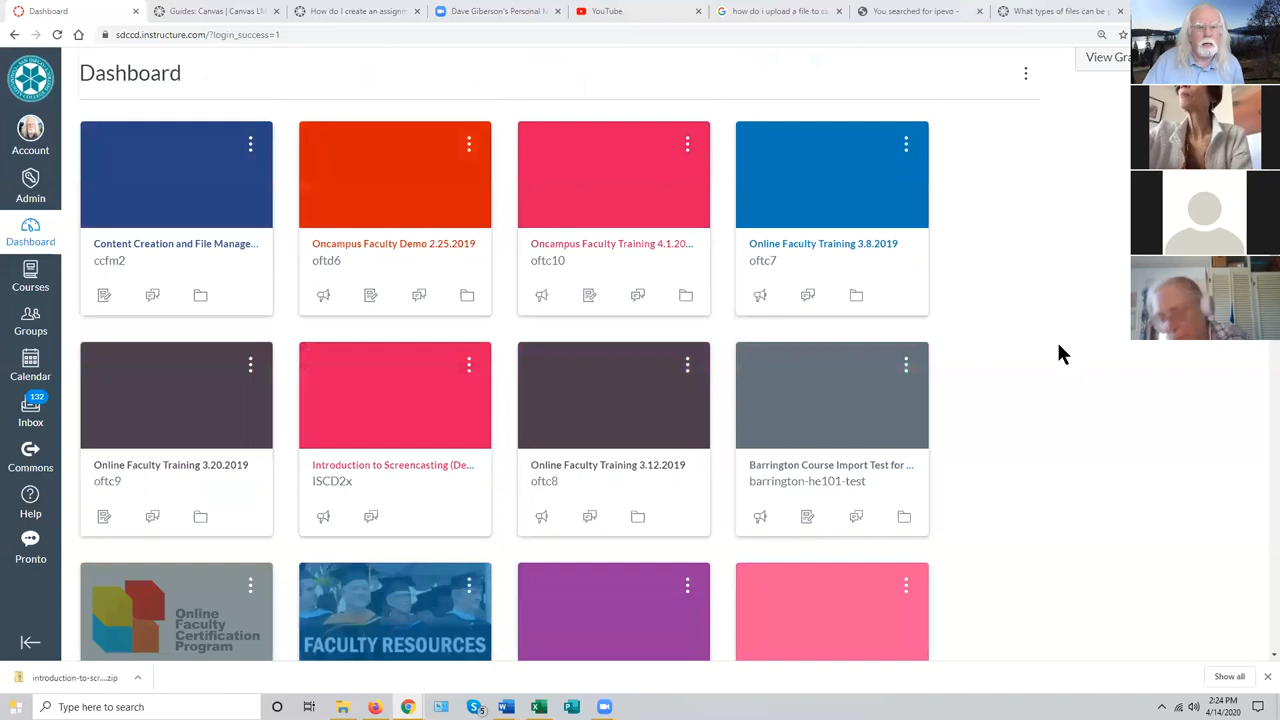 Dashboard
Guides: Canvas | Canvas LM
How do I create an assignm
Dave Giberson's Personal M
YouTube
how do i upload a file to ca
You searched for ipevo -
What types of files can be
sdccd.instructure.com/?login_success=1
Dashboard
View Gra
Account
Admin
Dashboard
Courses
Groups
Calendar
132
Inbox
Commons
Help
Pronto
Content Creation and File Manage...
ccfm2
Oncampus Faculty Demo 2.25.2019
oftd6
Oncampus Faculty Training 4.1.20...
oftc10
Online Faculty Training 3.8.2019
oftc7
Online Faculty Training 3.20.2019
oftc9
Introduction to Screencasting (De...
ISCD2x
Online Faculty Training 3.12.2019
oftc8
Barrington Course Import Test for ...
barrington-he101-test
Online
Faculty
Certification
Program
FACULTY RESOURCES
introduction-to-scr....zip
Show all
Type here to search
5
2:24 PM
4/14/2020